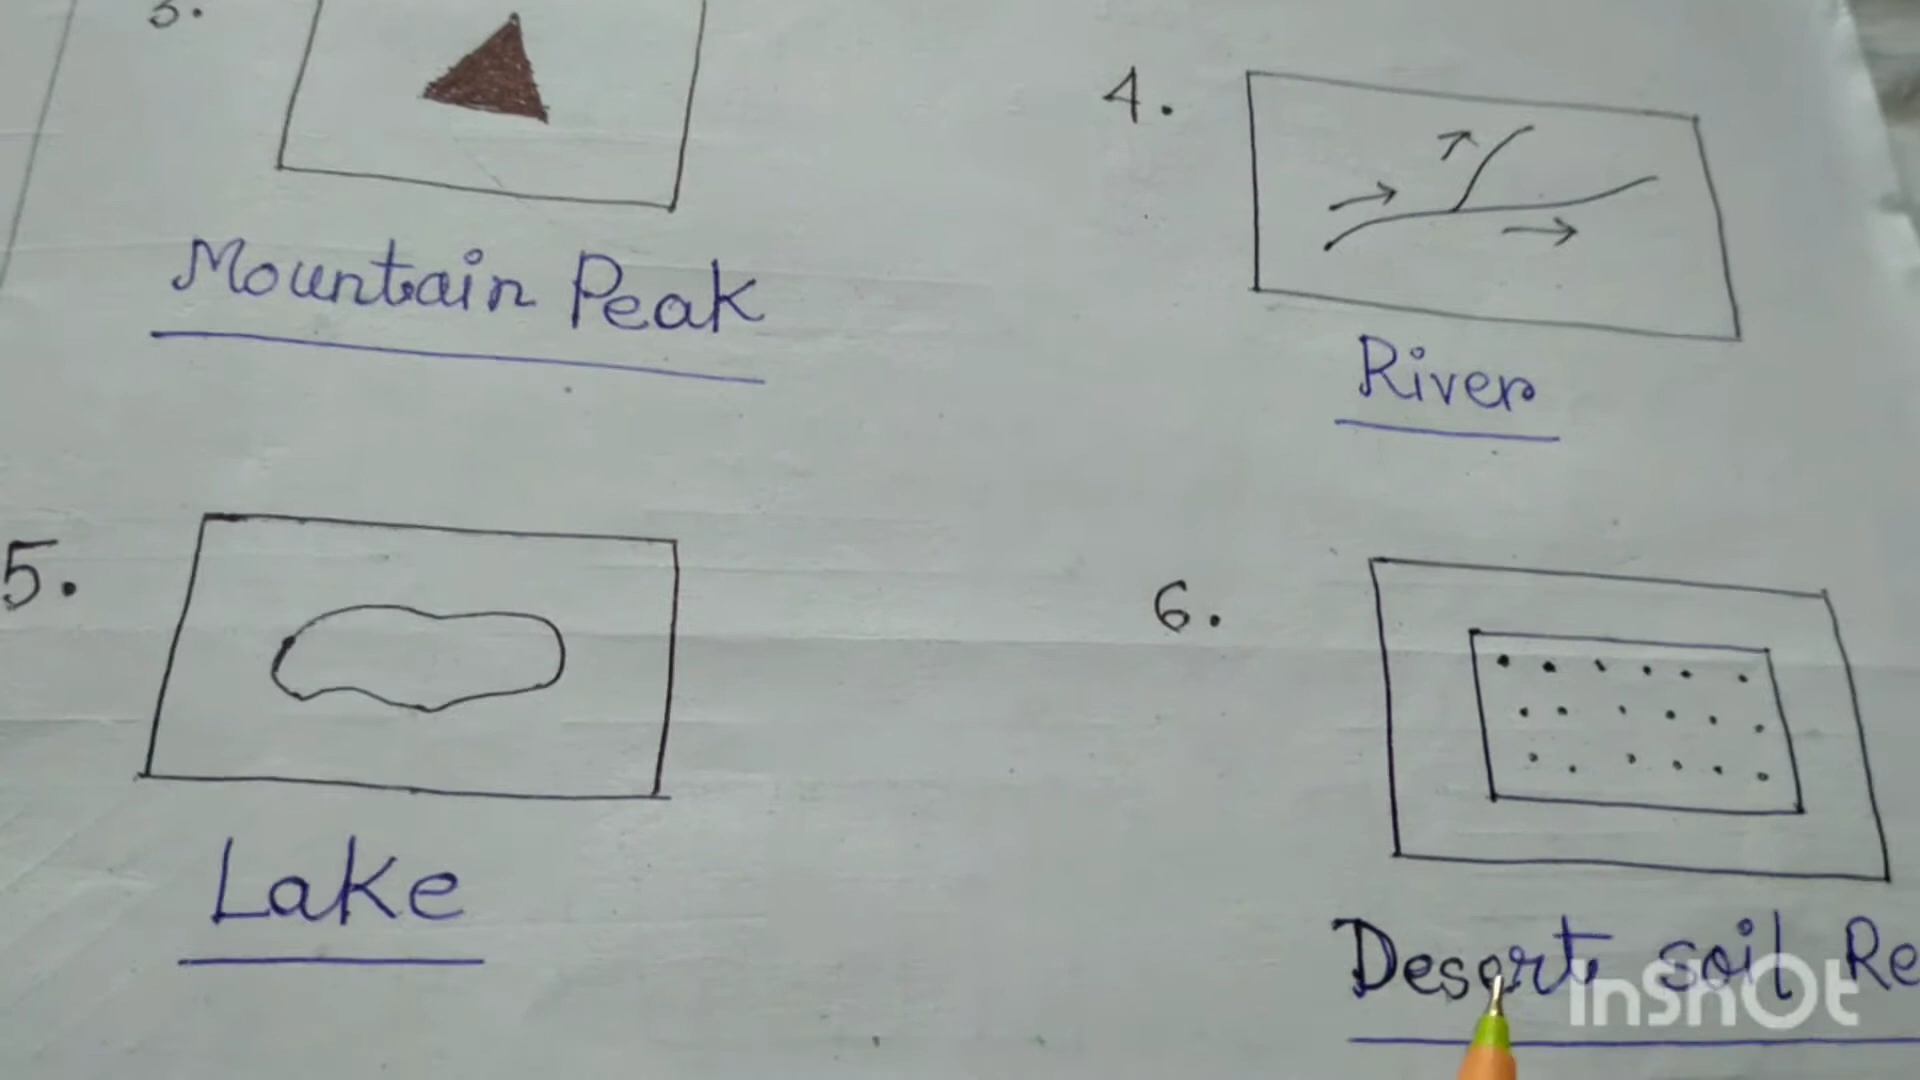 3.
Mountain Peak
4.
River
5.
Lake
6.
Desert soil Re
InShOt